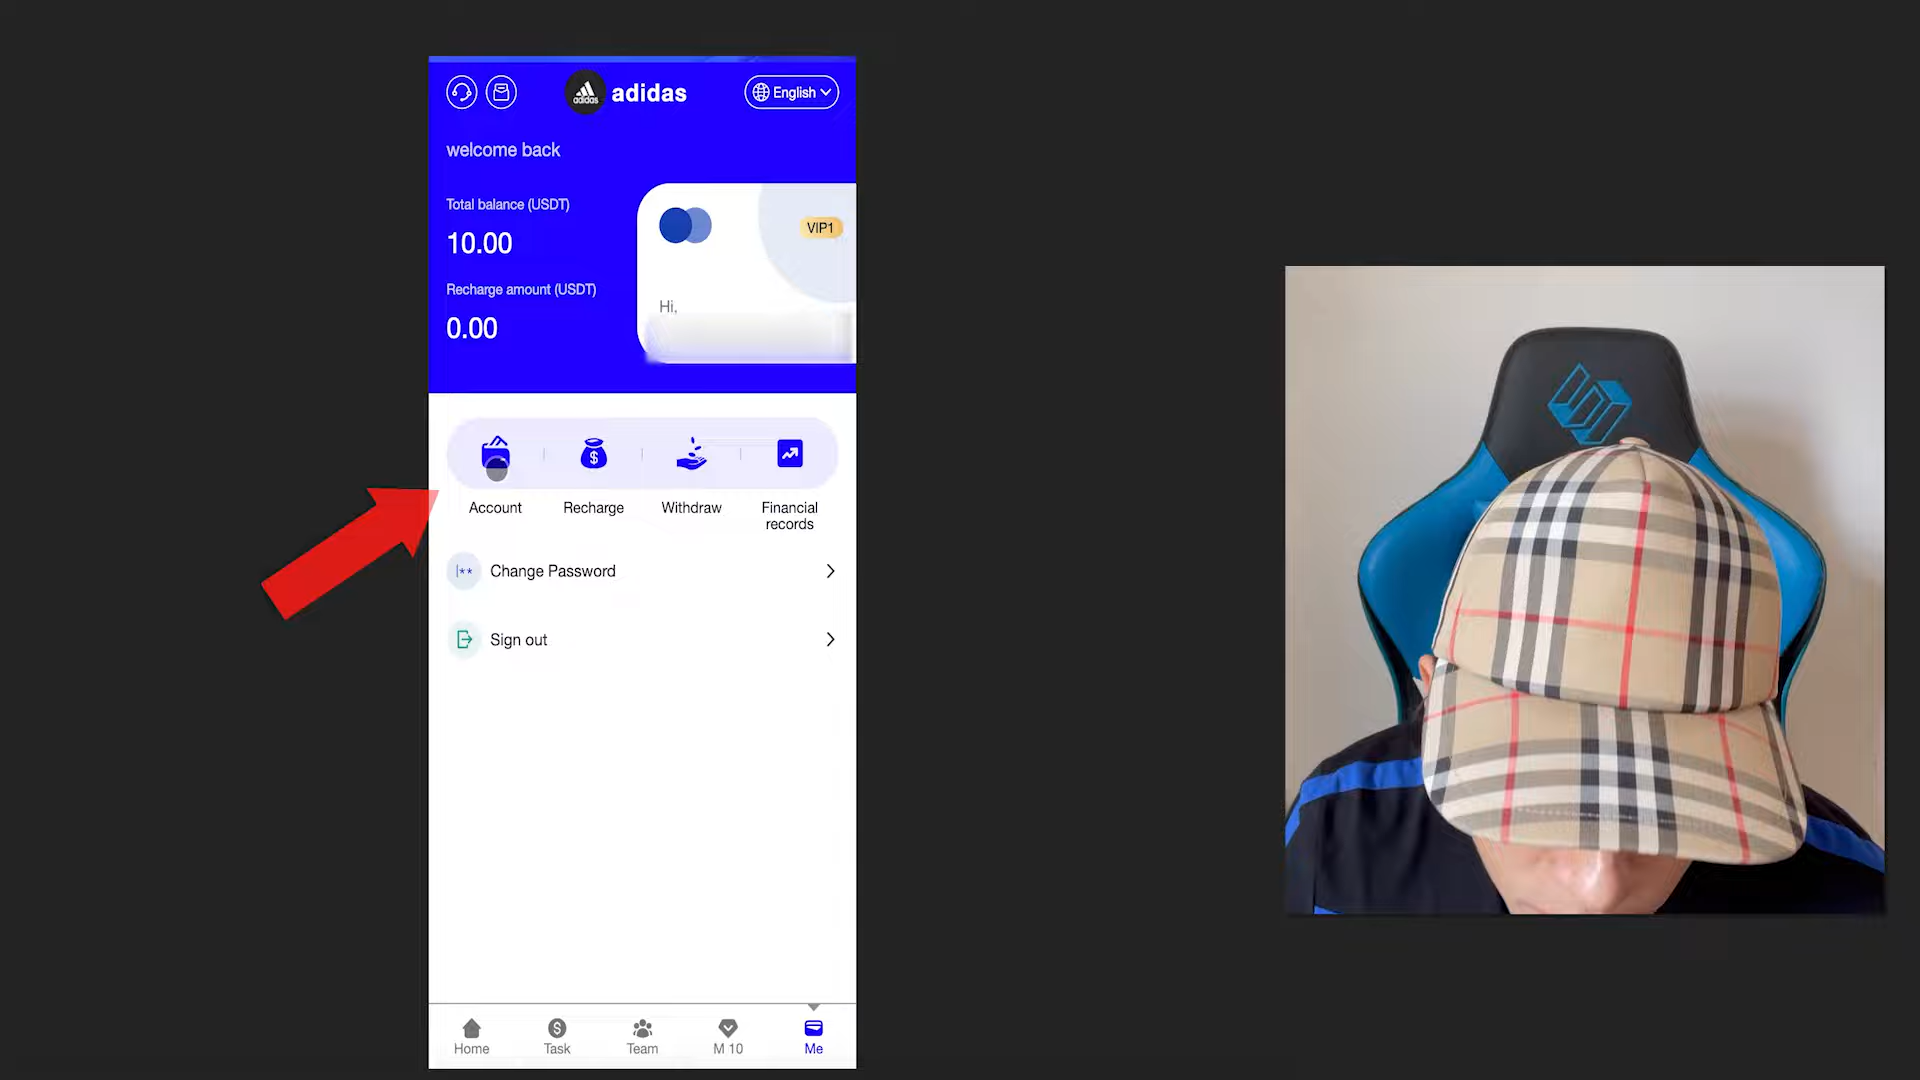 adidas
adidas
English
welcome back
Total balance (USDT)
10.00
VIP1
Recharge amount (USDT)
0.00
Hi,
Account
Recharge
Withdraw
Financial
records
|**
Change Password
Sign out
Home
Task
Team
M 10
Me